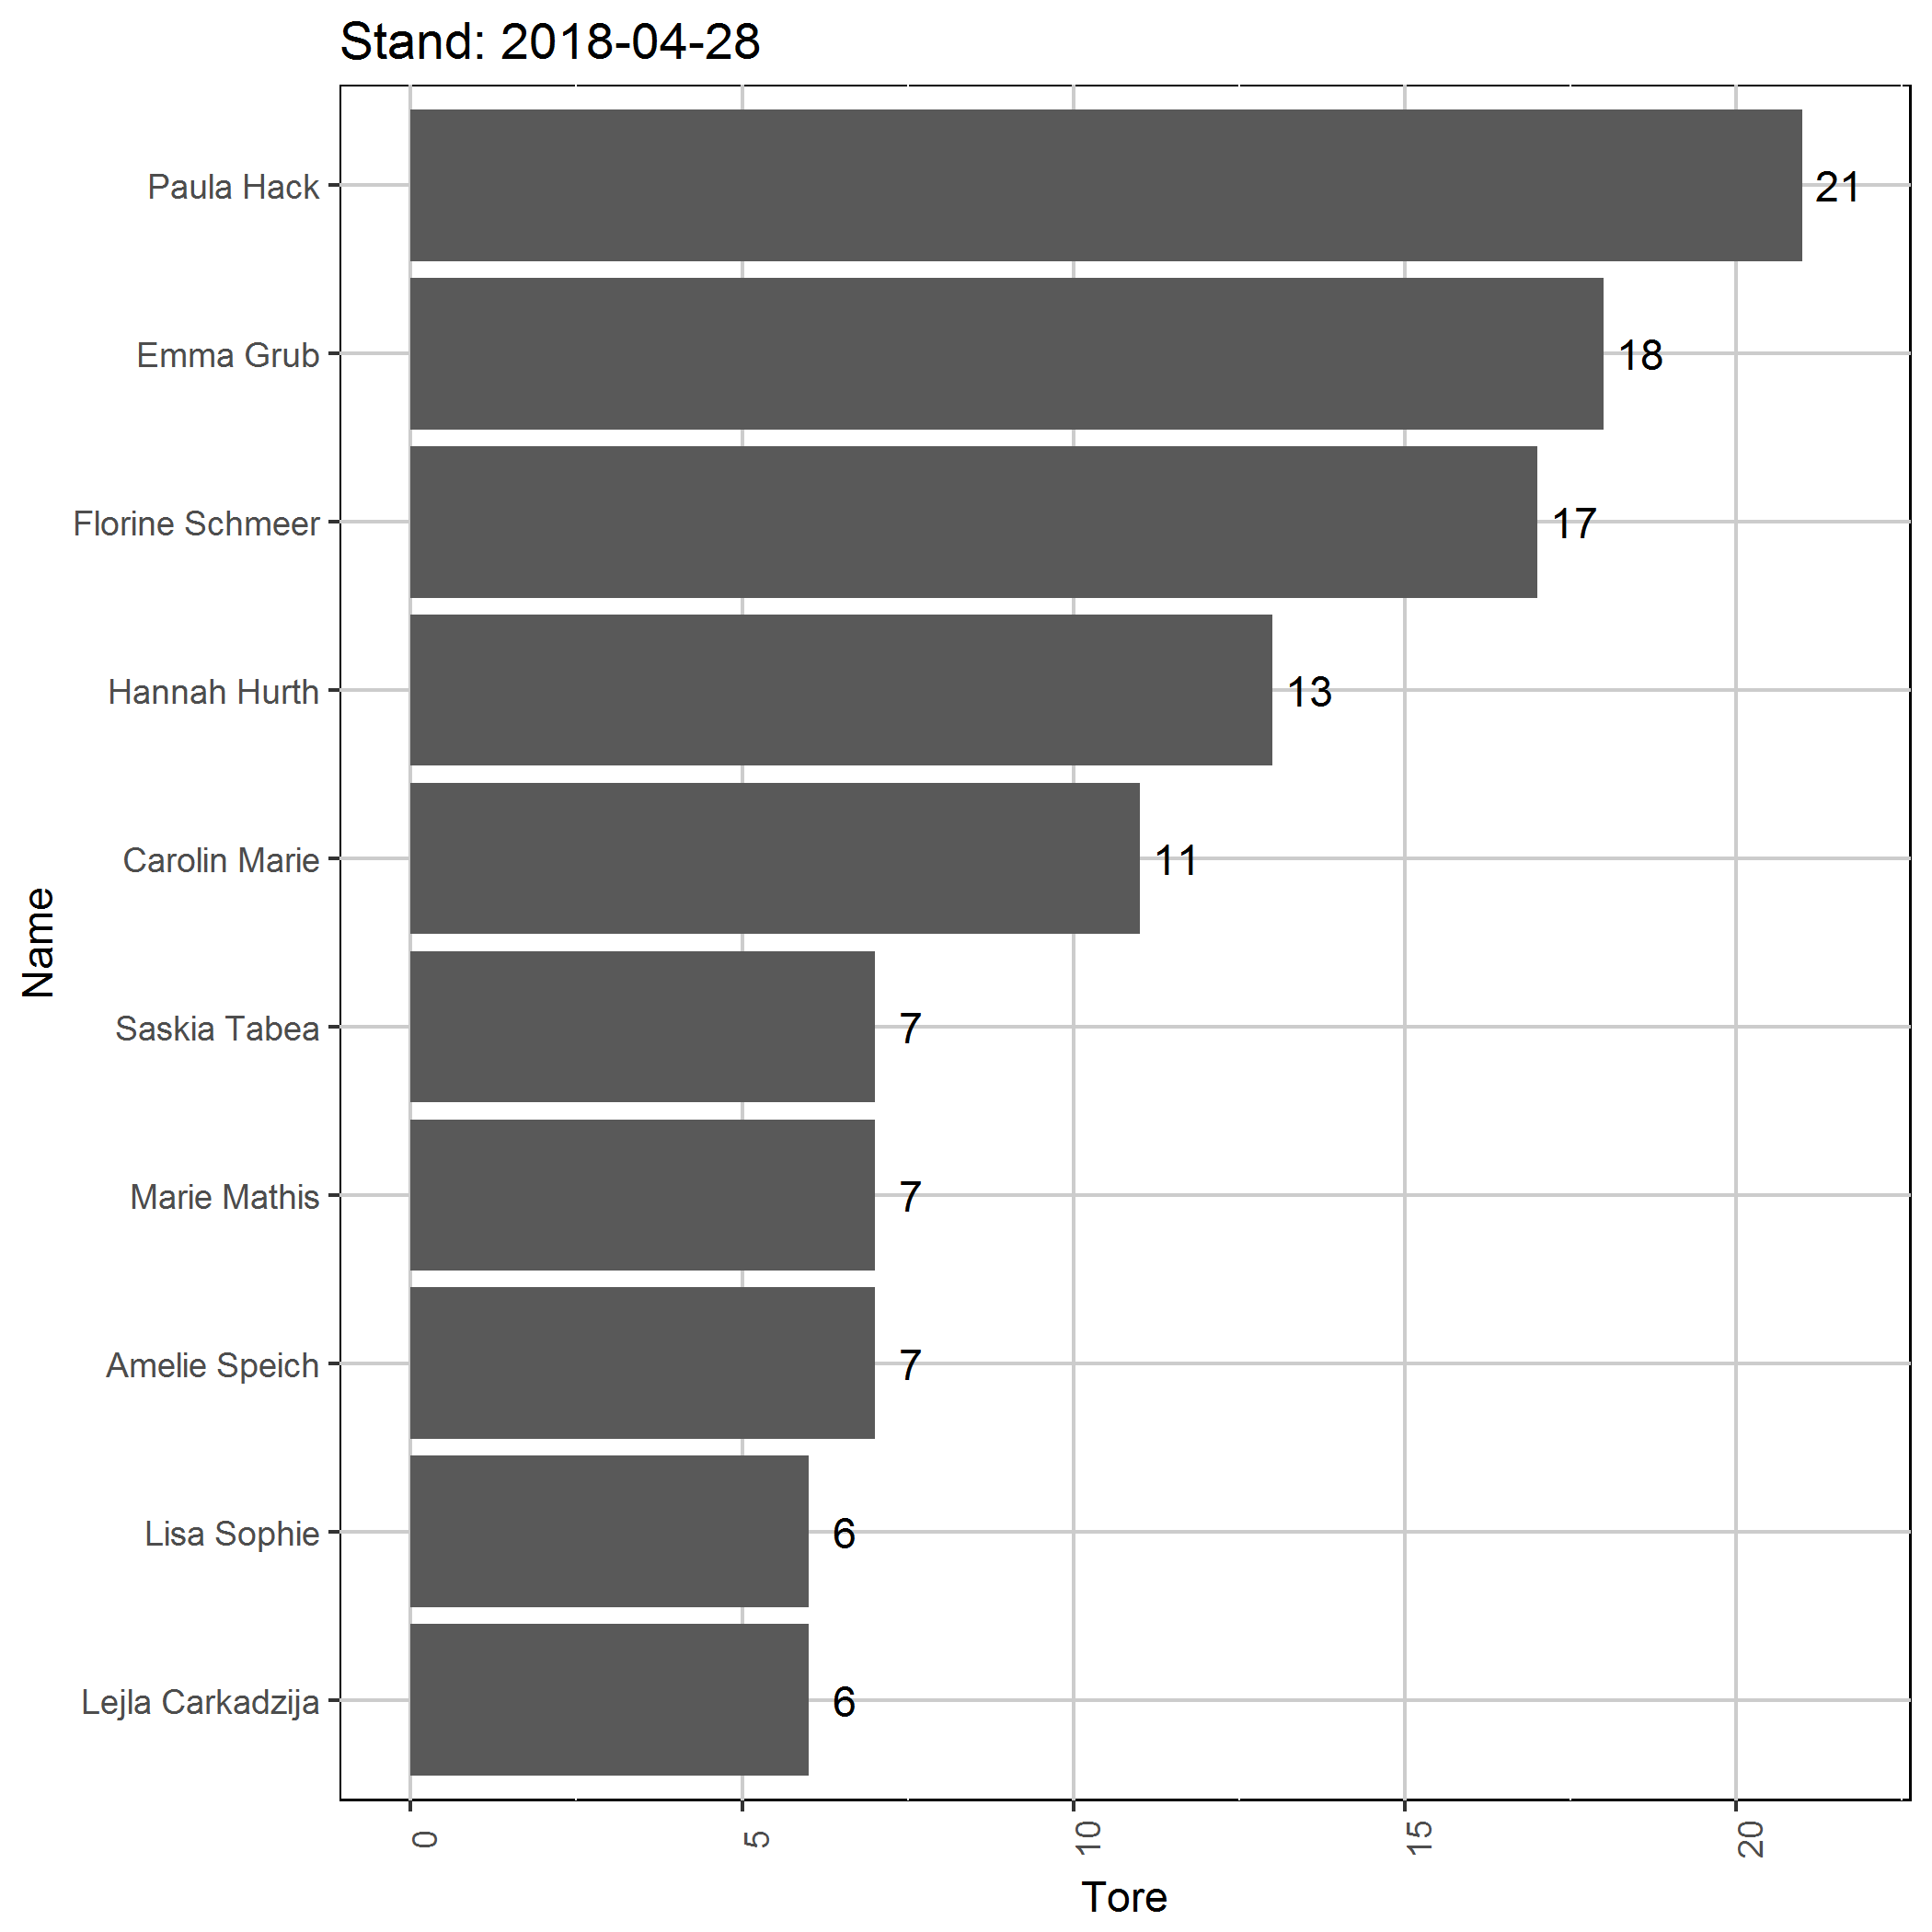 Stand: 2018-04-28
Paula Hack 21
Emma Grub 18
Florine Schmeer 17
Hannah Hurth 13
Carolin Marie 11
Saskia Tabea 7
Marie Mathis 7
Amelie Speich 7
Lisa Sophie 6
Lejla Carkadzija 6
Name
0 5 10 15 20
Tore